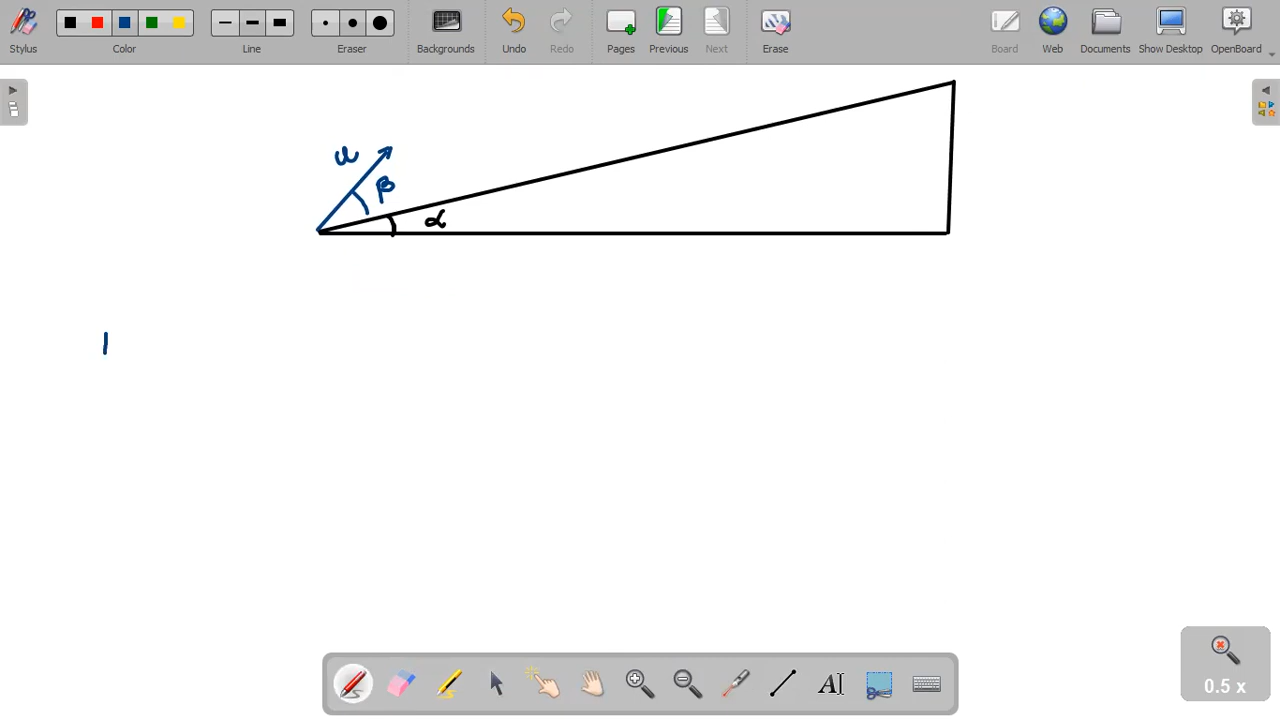 Stylus
Color
Line
Eraser
Backgrounds
Undo
Redo
Pages
Previous
Next
Erase
Board
Web
Documents
Show Desktop
OpenBoard
u
β
α
AI
0.5 x